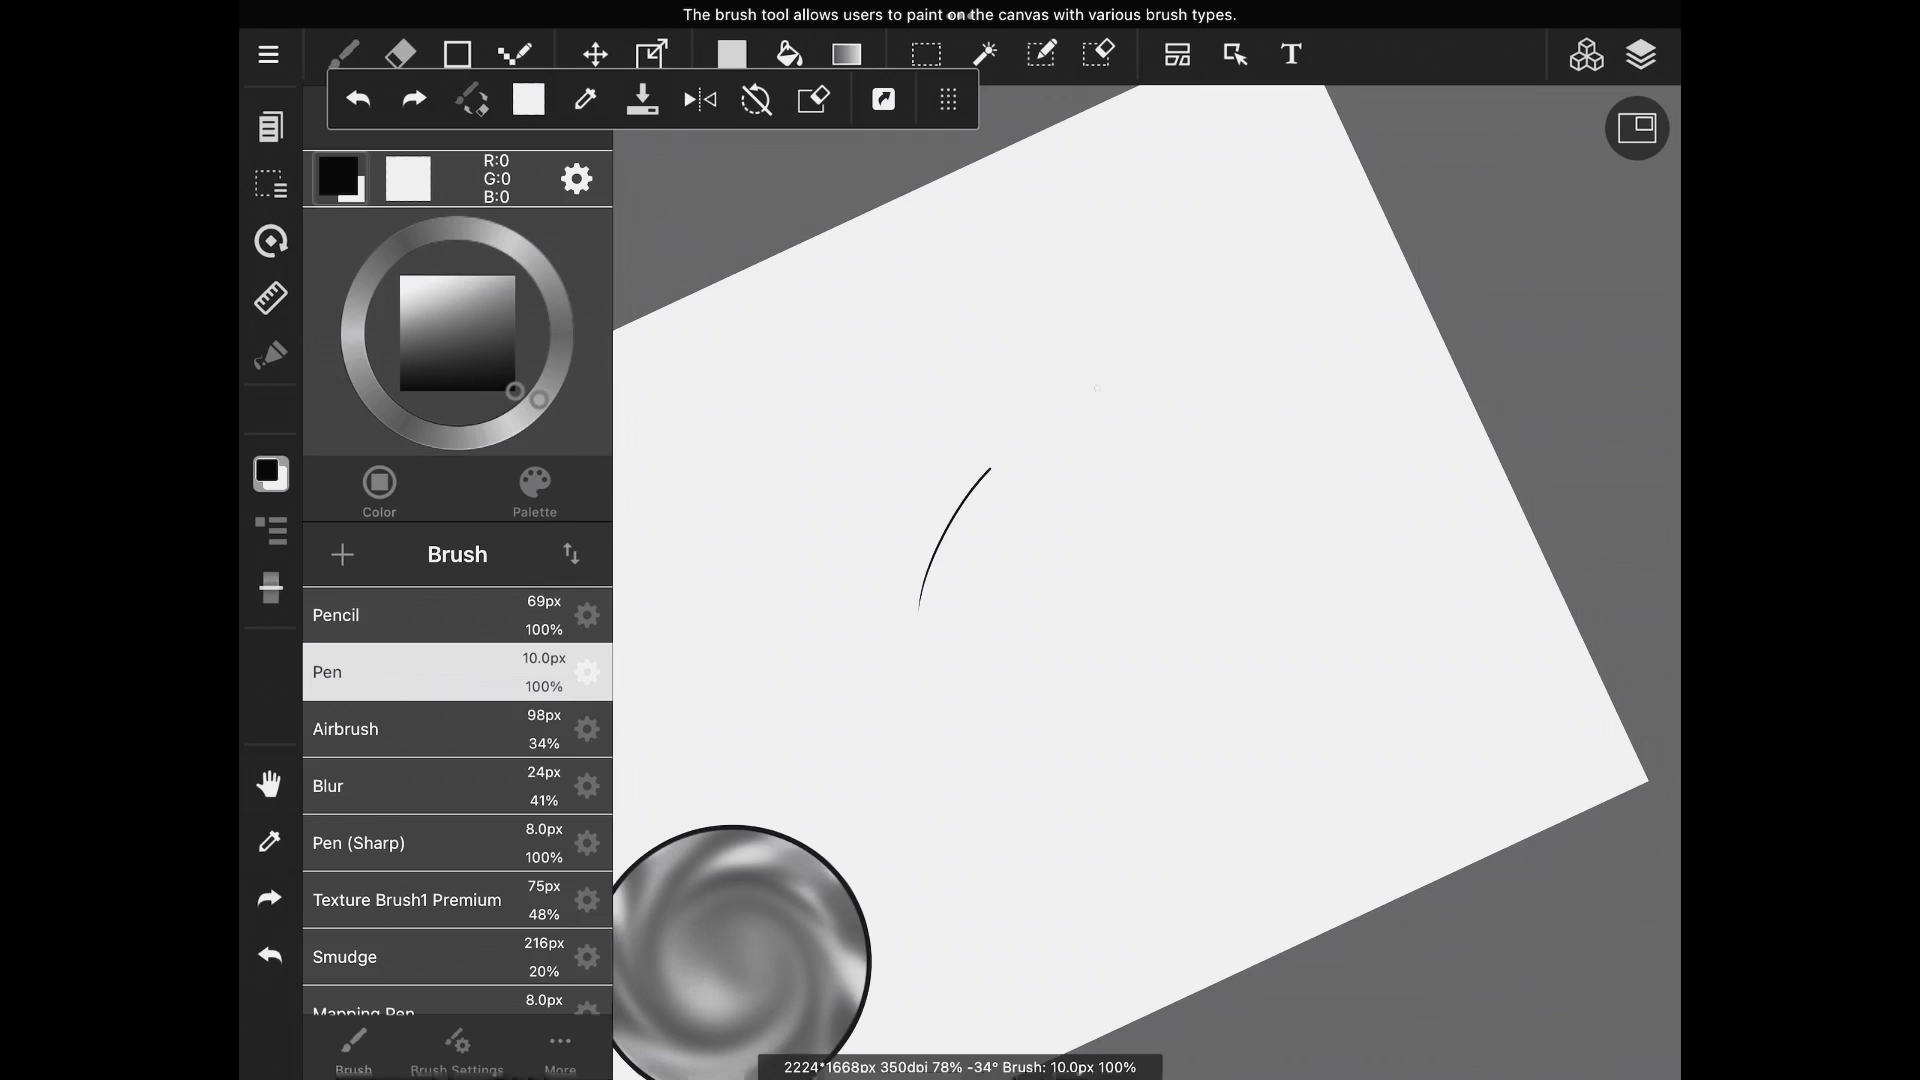 The brush tool allows users to paint on the canvas with various brush types.
T
R:0
G:0
B:0
Color
Palette
Brush
Pencil
69px
100%
Pen
10.0px
100%
Airbrush
98px
34%
Blur
24px
41%
Pen (Sharp)
8.0px
100%
Texture Brush1 Premium
75px
48%
Smudge
216px
20%
Mapping Pen
8.0px
Brush
Brush Settings
More
2224*1668px 350dpi 78% -34° Brush: 10.0px 100%